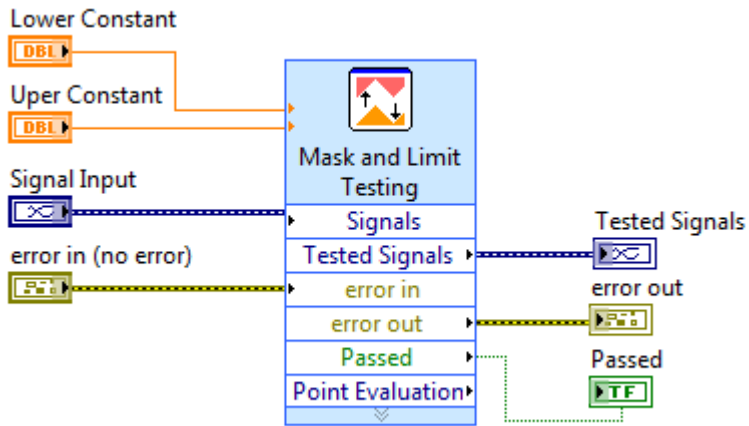 Lower Constant
DBL
Uper Constant
DBL
Signal Input
error in (no error)
Mask and Limit
Testing
Signals
Tested Signals
error in
error out
Passed
Point Evaluation
Tested Signals
error out
Passed
TF